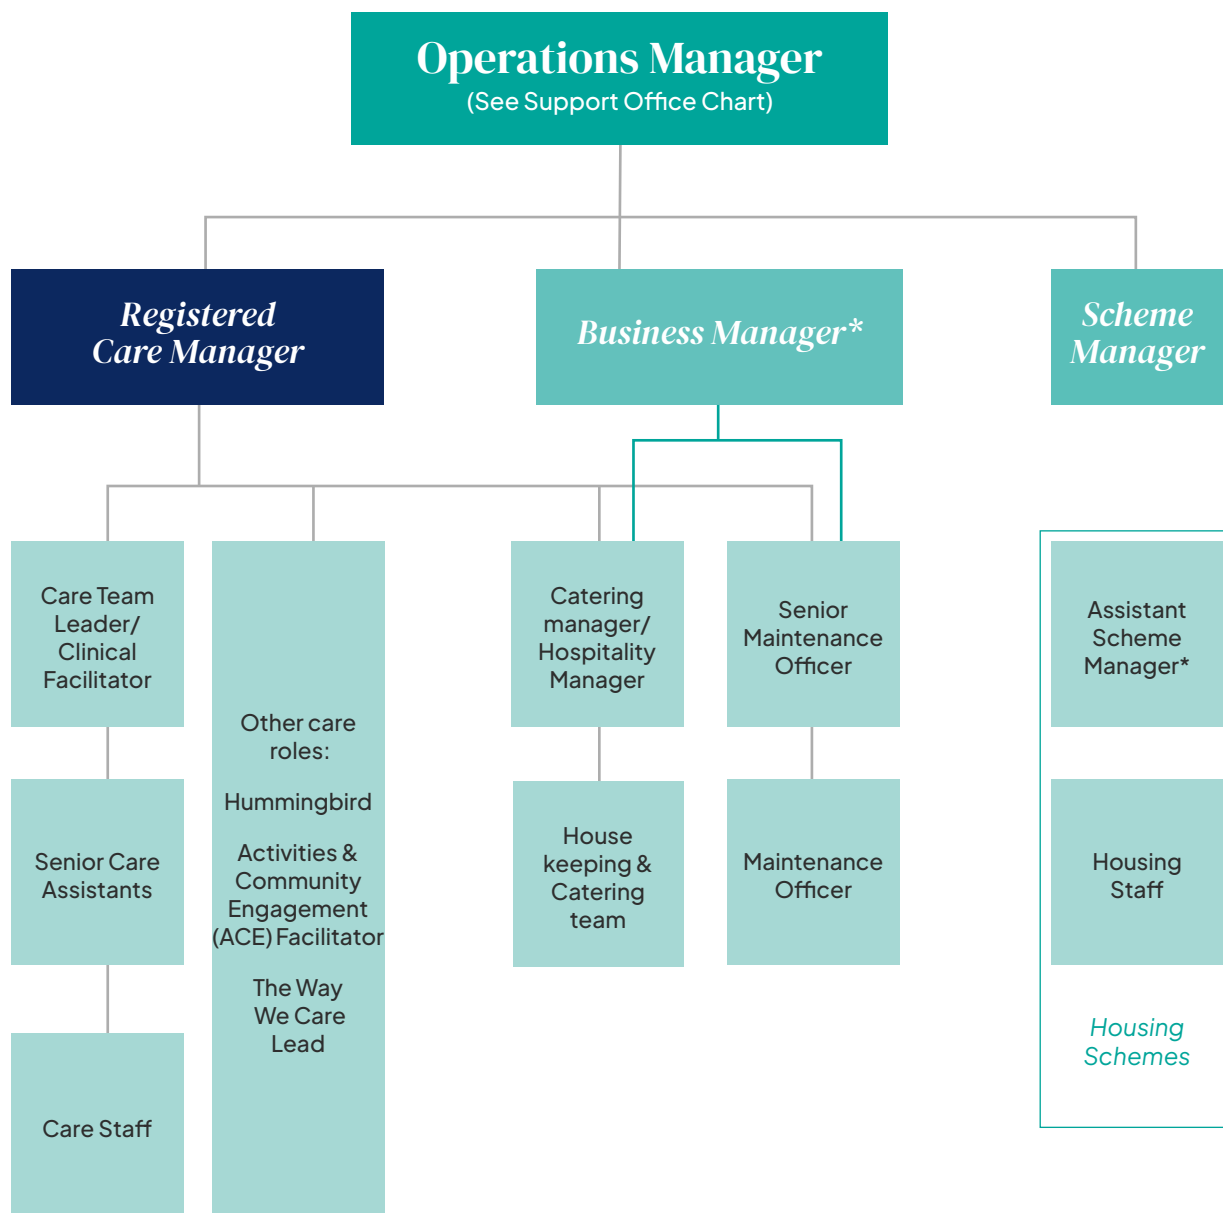 Operations Manager
(See Support Office Chart)
Registered
Care Manager
Business Manager*
Scheme
Manager
Care Team
Leader/
Clinical
Facilitator
Other care
roles:
Hummingbird
Activities &
Community
Engagement
(ACE) Facilitator
The Way
We Care
Lead
Catering
manager/
Hospitality
Manager
Senior
Maintenance
Officer
Assistant
Scheme
Manager*
Senior Care
Assistants
House
keeping &
Catering
team
Maintenance
Officer
Housing
Staff
Care Staff
Housing
Schemes